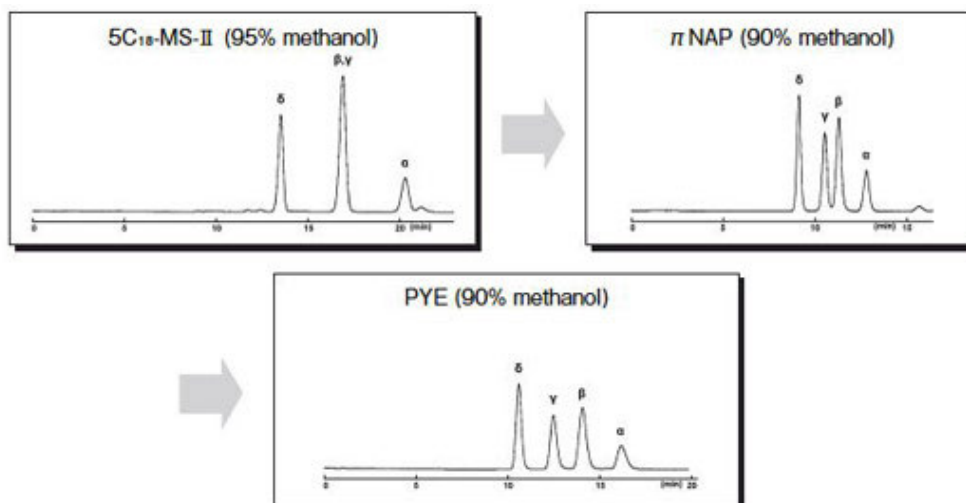 5C₁₈-MS-Ⅱ (95% methanol)
β,γ
δ
α
0 5 10 15 20 (min)
π NAP (90% methanol)
δ
β
γ
α
0 5 10 (min) 15
PYE (90% methanol)
δ
γ
β
α
0 5 10 15 (min) 20